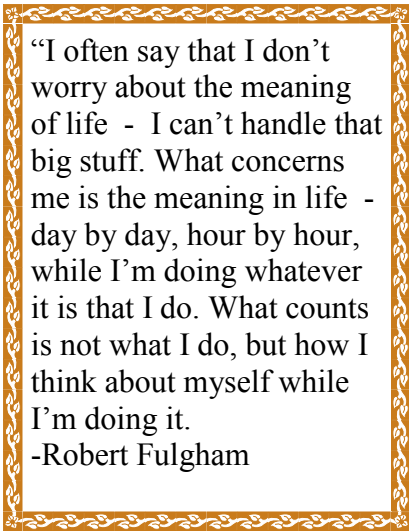 “I often say that I don’t
worry about the meaning
of life  -  I can’t handle that
big stuff. What concerns
me is the meaning in life  -
day by day, hour by hour,
while I’m doing whatever
it is that I do. What counts
is not what I do, but how I
think about myself while
I’m doing it.
-Robert Fulgham